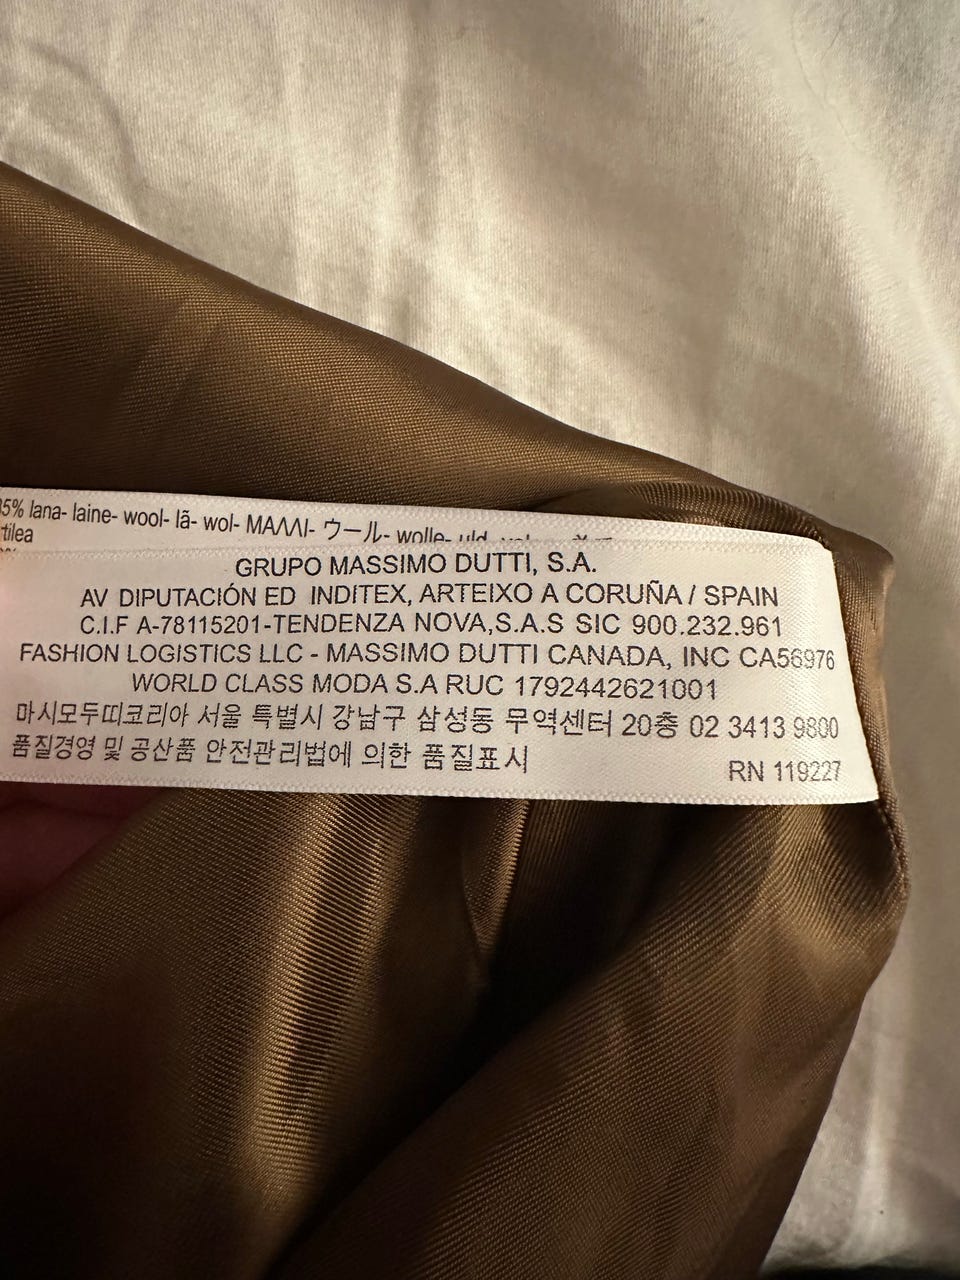 5% lana- laine- wool- lã- wol- ΜΑΛΛΙ- ウール- wolle- uld
GRUPO MASSIMO DUTTI, S.A.
AV DIPUTACIÓN ED INDITEX, ARTEIXO A CORUÑA / SPAIN
C.I.F A-78115201-TENDENZA NOVA,S.A.S SIC 900.232.961
FASHION LOGISTICS LLC - MASSIMO DUTTI CANADA, INC CA56976
WORLD CLASS MODA S.A RUC 1792442621001
마시모두띠코리아 서울 특별시 강남구 삼성동 무역센터 20층 02 3413 9800
품질경영 및 공산품 안전관리법에 의한 품질표시
RN 119227